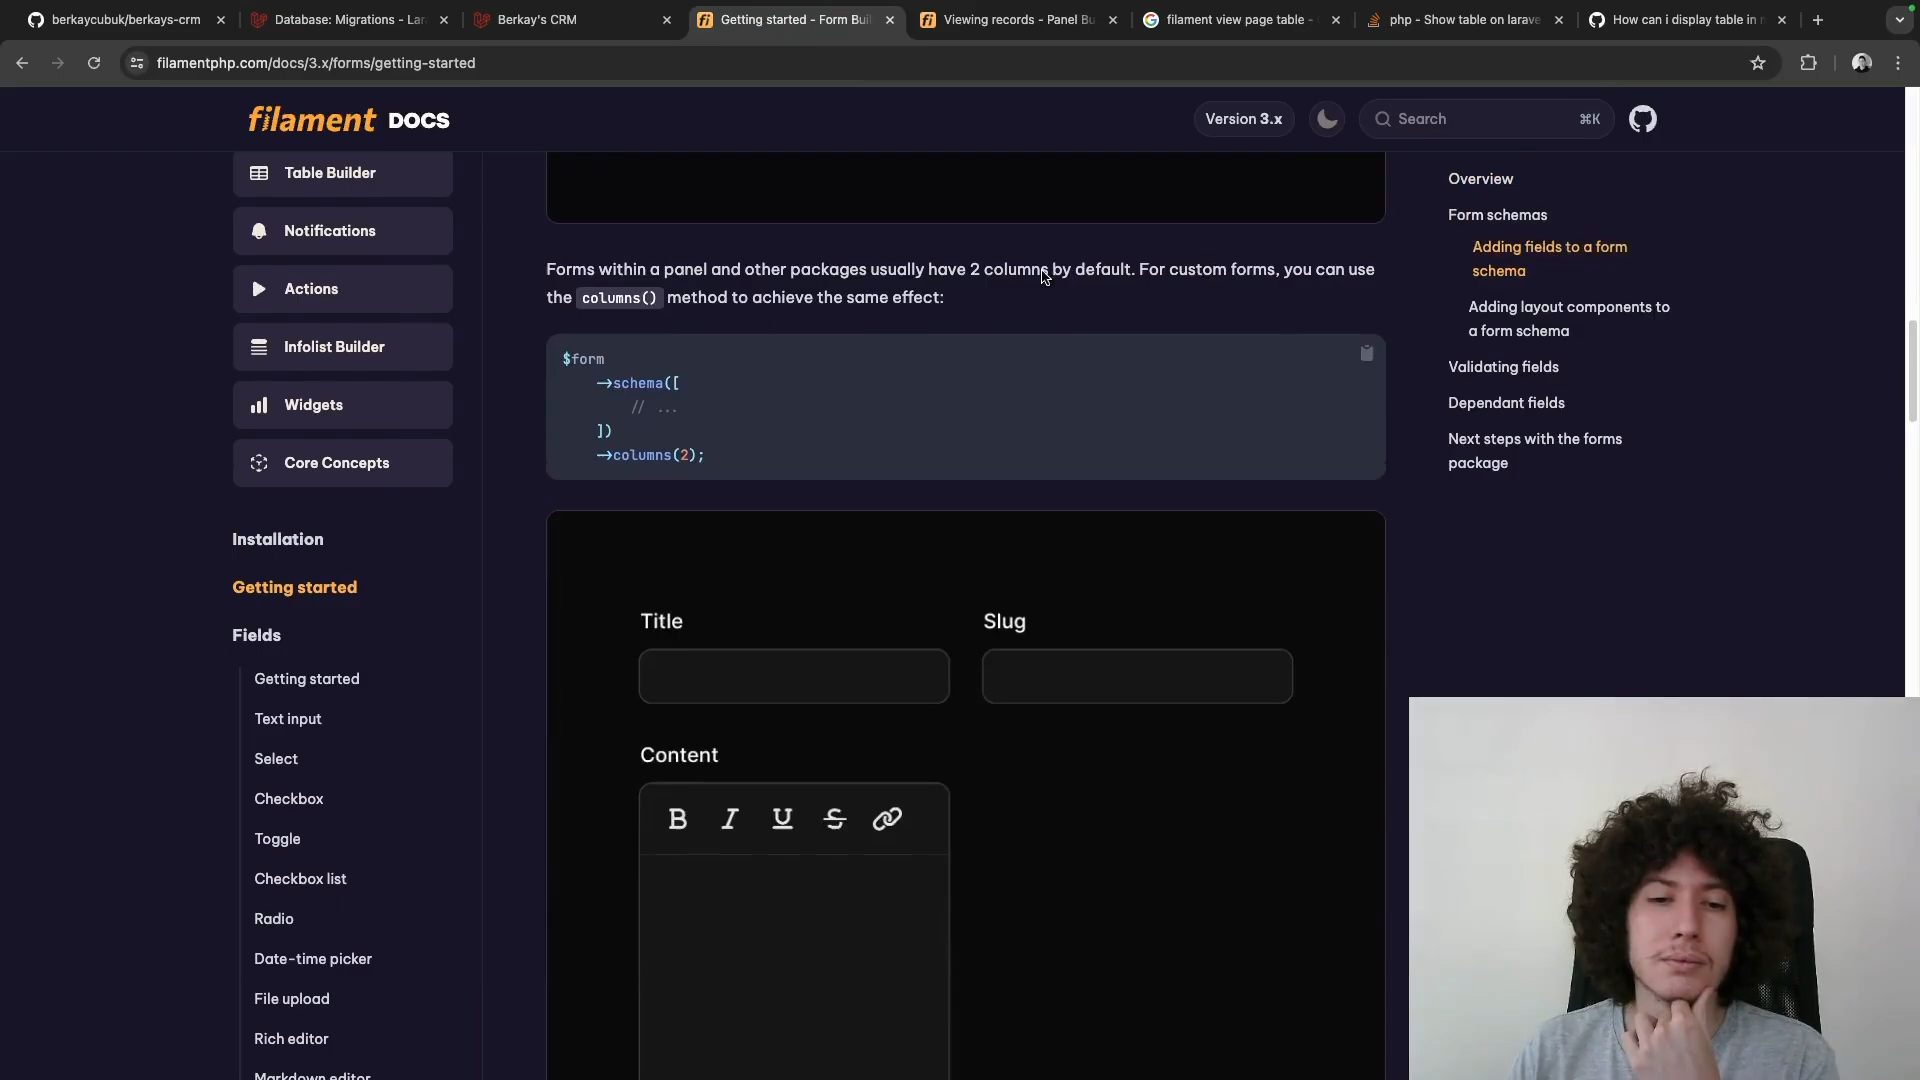 berkaycubuk/berkays-crm
Database: Migrations - Lar
Berkay's CRM
Getting started - Form Buil
Viewing records - Panel Bu
filament view page table -
php - Show table on larave
How can i display table in
filamentphp.com/docs/3.x/forms/getting-started
filament DOCS
Version 3.x
Search
⌘K
Table Builder
Notifications
Actions
Infolist Builder
Widgets
Core Concepts
Installation
Getting started
Fields
Getting started
Text input
Select
Checkbox
Toggle
Checkbox list
Radio
Date-time picker
File upload
Rich editor
Markdown editor
Forms within a panel and other packages usually have 2 columns by default. For custom forms, you can use
the columns() method to achieve the same effect:
$form
->schema([
// ...
])
->columns(2);
Title
Slug
Content
B I U S
Overview
Form schemas
Adding fields to a form
schema
Adding layout components to
a form schema
Validating fields
Dependant fields
Next steps with the forms
package